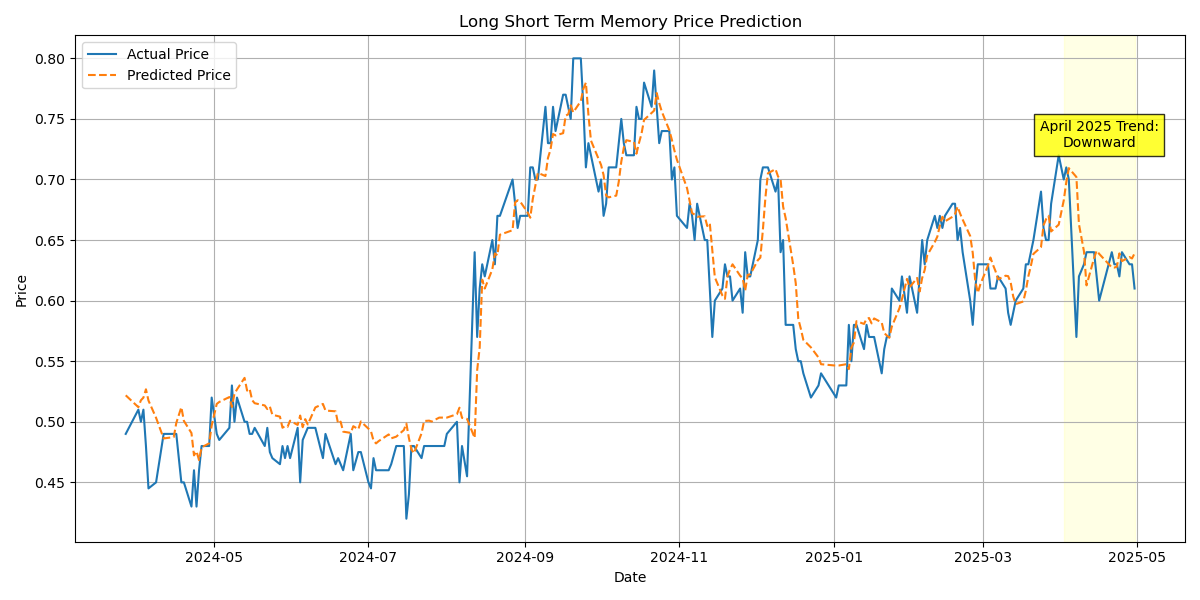 Long Short Term Memory Price Prediction
Actual Price
Predicted Price
April 2025 Trend:
Downward
Price
0.80
0.75
0.70
0.65
0.60
0.55
0.50
0.45
2024-05
2024-07
2024-09
2024-11
2025-01
2025-03
2025-05
Date